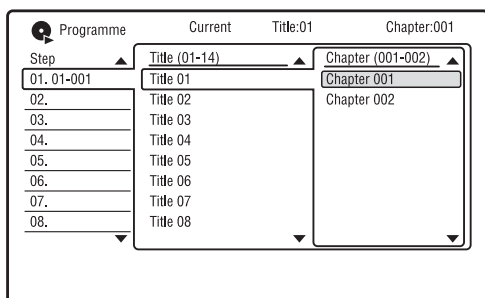 Programme Current Title:01 Chapter:001
Step Title (01-14) Chapter (001-002)
01. 01-001 Title 01 Chapter 001
02. Title 02 Chapter 002
03. Title 03
04. Title 04
05. Title 05
06. Title 06
07. Title 07
08. Title 08